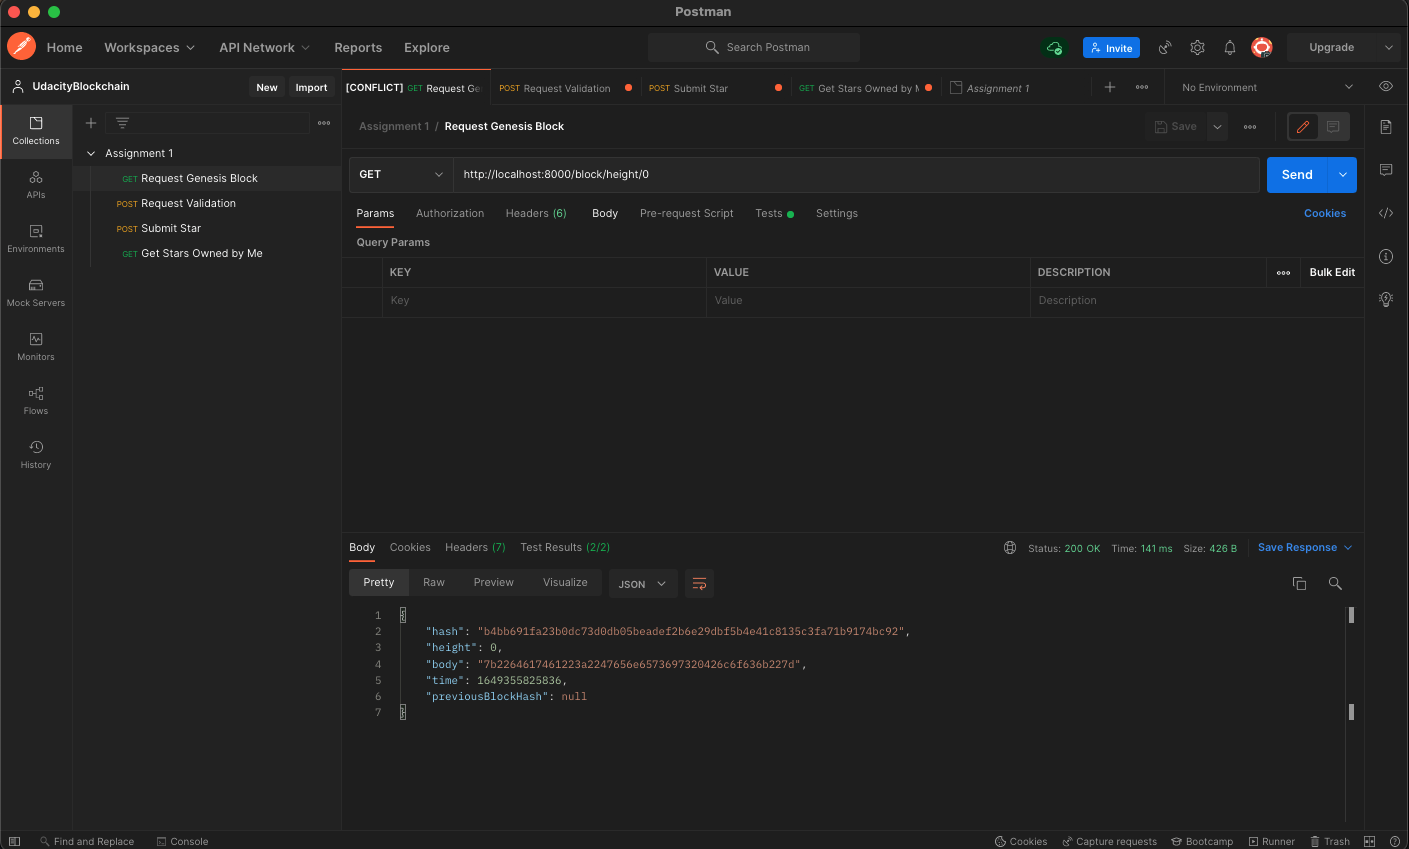 Postman
Home Workspaces API Network Reports Explore Search Postman Invite Upgrade
UdacityBlockchain New Import
[CONFLICT] GET Request Ge POST Request Validation POST Submit Star GET Get Stars Owned by M Assignment 1 No Environment
Collections
APIs
Environments
Mock Servers
Monitors
Flows
History
Assignment 1
GET Request Genesis Block
POST Request Validation
POST Submit Star
GET Get Stars Owned by Me
Assignment 1 / Request Genesis Block Save
GET http://localhost:8000/block/height/0 Send
Params Authorization Headers (6) Body Pre-request Script Tests Settings Cookies
Query Params
KEY VALUE DESCRIPTION Bulk Edit
Key Value Description
Body Cookies Headers (7) Test Results (2/2) Status: 200 OK Time: 141 ms Size: 426 B Save Response
Pretty Raw Preview Visualize JSON
1 {
2 "hash": "b4bb691fa23b0dc73d0db05beadef2b6e29dbf5b4e41c8135c3fa71b9174bc92",
3 "height": 0,
4 "body": "7b2264617461223a2247656e6573697320426c6f636b227d",
5 "time": 1649355825836,
6 "previousBlockHash": null
7 }
Find and Replace Console Cookies Capture requests Bootcamp Runner Trash